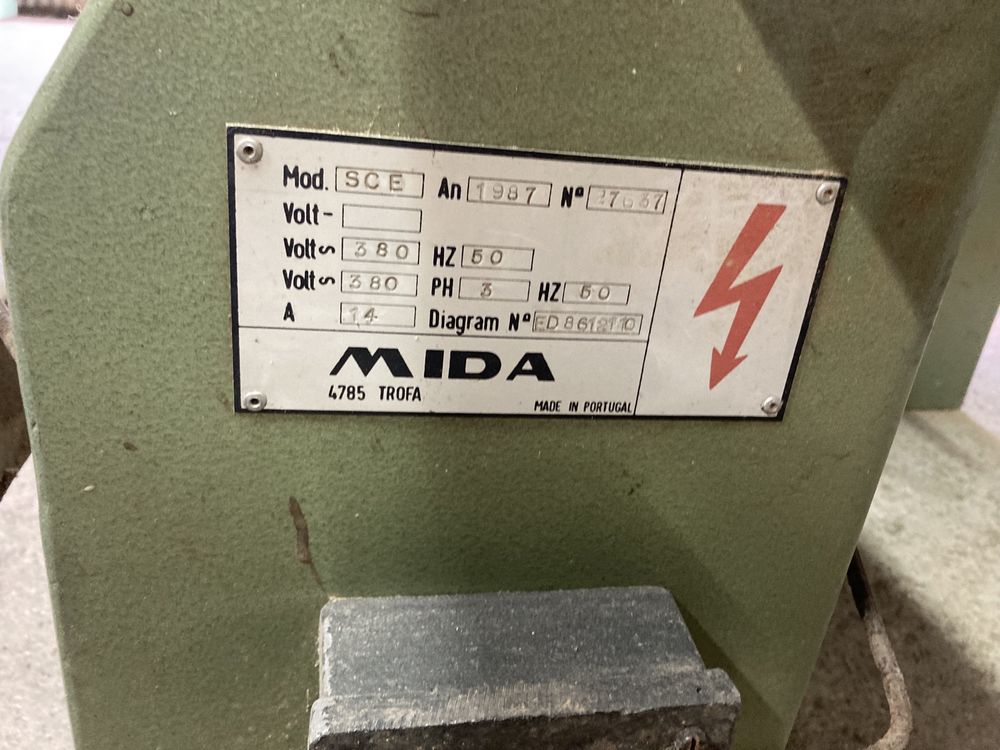 Mod. SCE An 1987 Nº
Volt-
Volt∽ 380 HZ 50
Volt∽ 380 PH 3 HZ 50
A 14 Diagram Nº ED8612110
MIDA
4785 TROFA
MADE IN PORTUGAL